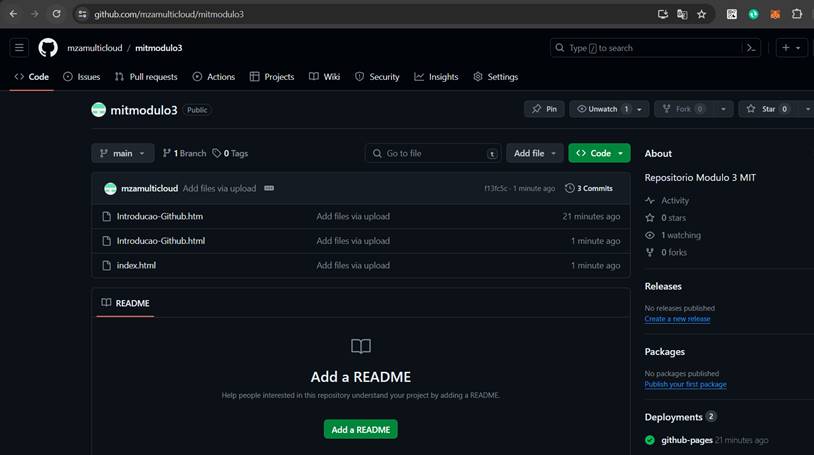 github.com/mzamulticloud/mitmodulo3
mzamulticloud / mitmodulo3
Type / to search
Code Issues Pull requests Actions Projects Wiki Security Insights Settings
mitmodulo3 Public
Pin Unwatch 1 Fork 0 Star 0
main 1 Branch 0 Tags Go to file t Add file Code
mzamulticloud Add files via upload f13fc5c · 1 minute ago 3 Commits
Introducao-Github.htm Add files via upload 21 minutes ago
Introducao-Github.html Add files via upload 1 minute ago
index.html Add files via upload 1 minute ago
README
Add a README
Help people interested in this repository understand your project by adding a README.
Add a README
About
Repositorio Modulo 3 MIT
Activity
0 stars
1 watching
0 forks
Releases
No releases published
Create a new release
Packages
No packages published
Publish your first package
Deployments 2
github-pages 21 minutes ago